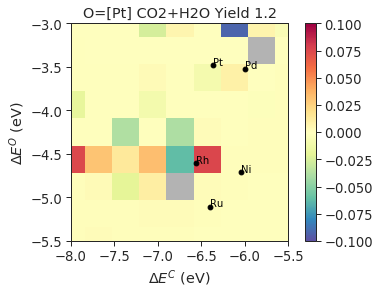 O=[Pt] CO2+H2O Yield 1.2
ΔE^O (eV)
−3.0
−3.5
−4.0
−4.5
−5.0
−5.5
Pt
Pd
Rh
Ni
Ru
−8.0 −7.5 −7.0 −6.5 −6.0 −5.5
ΔE^C (eV)
0.100
0.075
0.050
0.025
0.000
−0.025
−0.050
−0.075
−0.100